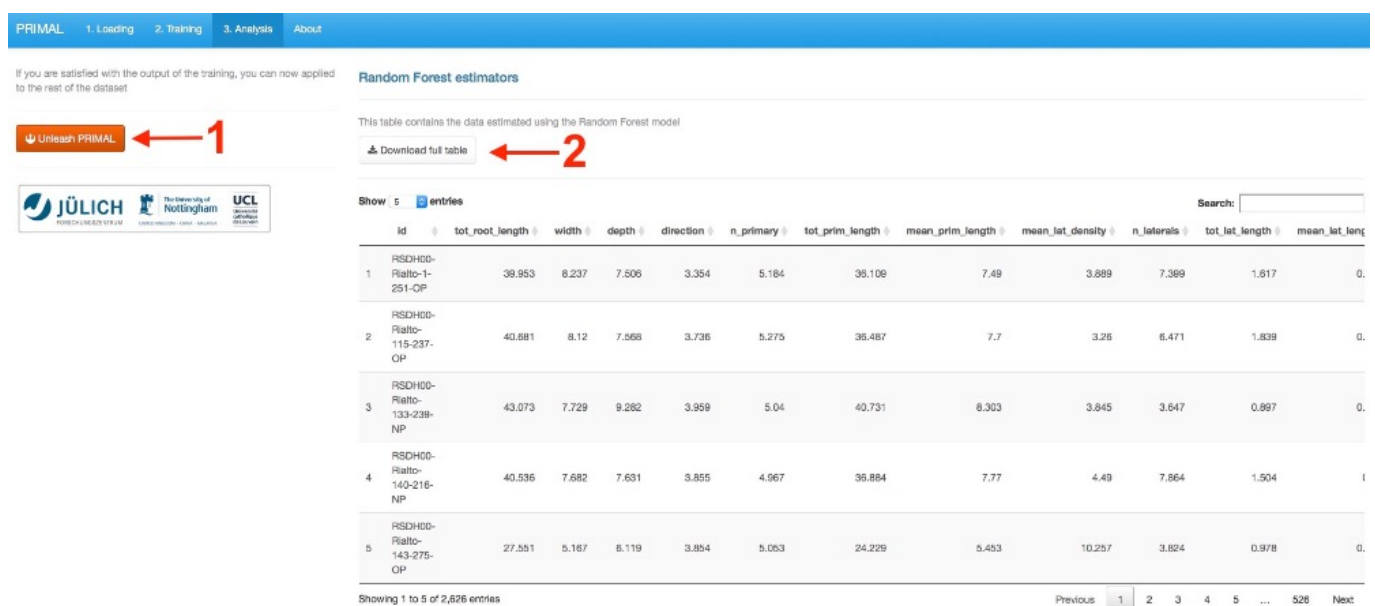 PRIMAL 1. Loading 2. Training 3. Analysis About
If you are satisfied with the output of the training, you can now applied
to the rest of the dataset
Unleash PRIMAL
1
JÜLICH
FORSCHUNGSZENTRUM
The University of
Nottingham
UCL
Université
catholique
de Louvain
Random Forest estimators
This table contains the data estimated using the Random Forest model
Download full table
2
Show 5 entries
Search:
id tot_root_length width depth direction n_primary tot_prim_length mean_prim_length mean_lat_density n_laterals tot_lat_length mean_lat_leng
RSDH00-
1 Rialto-1- 39.953 8.237 7.506 3.354 5.184 36.109 7.49 3.889 7.399 1.617 0.
251-OP
RSDH00-
Rialto-
2 115-237- 40.681 8.12 7.568 3.736 5.275 36.487 7.7 3.26 6.471 1.839 0.
OP
RSDH00-
Rialto-
3 133-239- 43.073 7.729 9.282 3.959 5.04 40.731 8.303 3.845 3.647 0.897 0.
NP
RSDH00-
Rialto-
4 140-216- 40.536 7.682 7.631 3.855 4.967 36.884 7.77 4.49 7.864 1.504
NP
RSDH00-
Rialto-
5 143-275- 27.551 5.167 6.119 3.854 5.053 24.229 5.453 10.257 3.824 0.978 0.
OP
Showing 1 to 5 of 2,626 entries
Previous 1 2 3 4 5 ... 526 Next